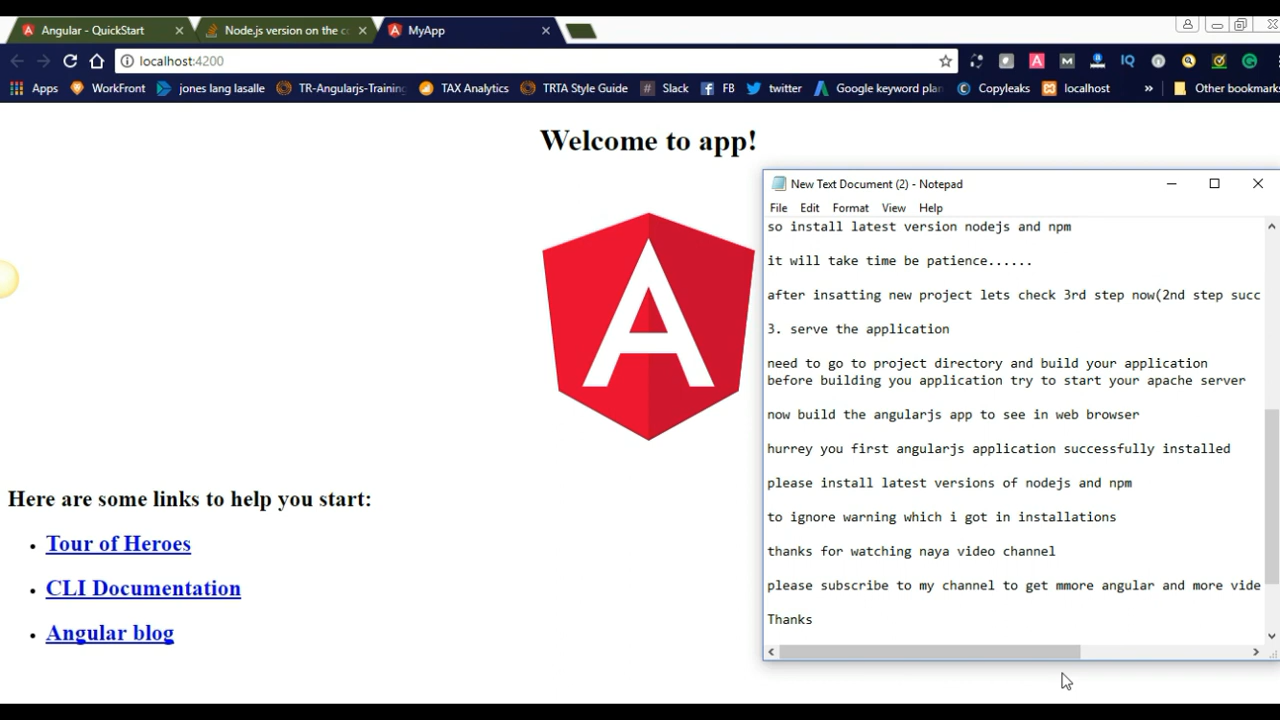 Angular - QuickStart
Node.js version on the co
MyApp
localhost:4200
Apps
WorkFront
jones lang lasalle
TR-Angularjs-Training
TAX Analytics
TRTA Style Guide
Slack
FB
twitter
Google keyword plan
Copyleaks
localhost
»
Other bookmarks
Welcome to app!
New Text Document (2) - Notepad
File Edit Format View Help
so install latest version nodejs and npm
it will take time be patience......
after insatting new project lets check 3rd step now(2nd step succ
3. serve the application
need to go to project directory and build your application
before building you application try to start your apache server
now build the angularjs app to see in web browser
hurrey you first angularjs application successfully installed
please install latest versions of nodejs and npm
to ignore warning which i got in installations
thanks for watching naya video channel
please subscribe to my channel to get mmore angular and more vide
Thanks
Here are some links to help you start:
Tour of Heroes
CLI Documentation
Angular blog